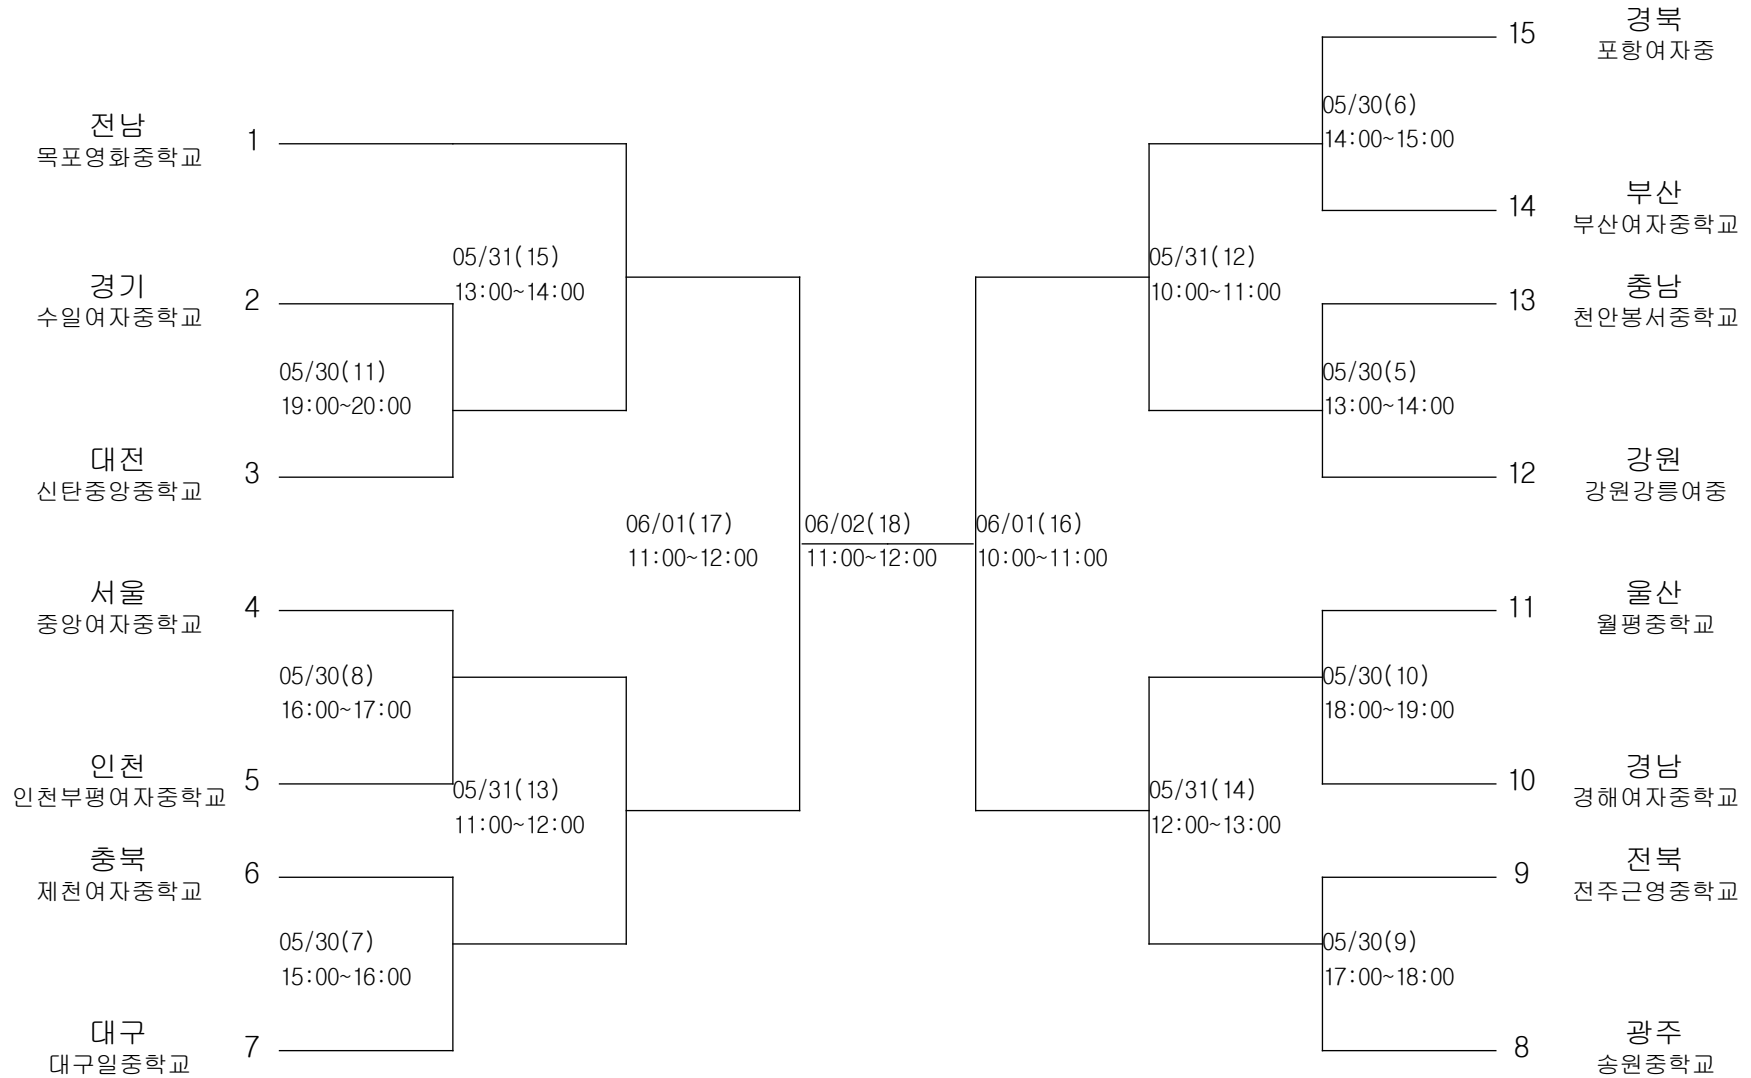 전남
목포영화중학교
1
경기
수일여자중학교
2
대전
신탄중앙중학교
3
서울
중앙여자중학교
4
인천
인천부평여자중학교
5
충북
제천여자중학교
6
대구
대구일중학교
7
05/30(11)
19:00~20:00
05/30(8)
16:00~17:00
05/30(7)
15:00~16:00
05/31(15)
13:00~14:00
05/31(13)
11:00~12:00
06/01(17)
11:00~12:00
06/02(18)
11:00~12:00
06/01(16)
10:00~11:00
05/31(12)
10:00~11:00
05/31(14)
12:00~13:00
05/30(6)
14:00~15:00
05/30(5)
13:00~14:00
05/30(10)
18:00~19:00
05/30(9)
17:00~18:00
15
경북
포항여자중
14
부산
부산여자중학교
13
충남
천안봉서중학교
12
강원
강원강릉여중
11
울산
월평중학교
10
경남
경해여자중학교
9
전북
전주근영중학교
8
광주
송원중학교